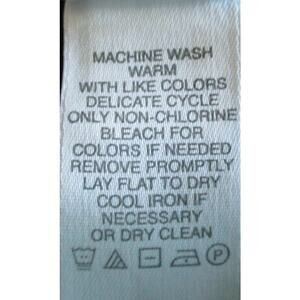 MACHINE WASH
WARM
WITH LIKE COLORS
DELICATE CYCLE
ONLY NON-CHLORINE
BLEACH FOR
COLORS IF NEEDED
REMOVE PROMPTLY
LAY FLAT TO DRY
COOL IRON IF
NECESSARY
OR DRY CLEAN
P